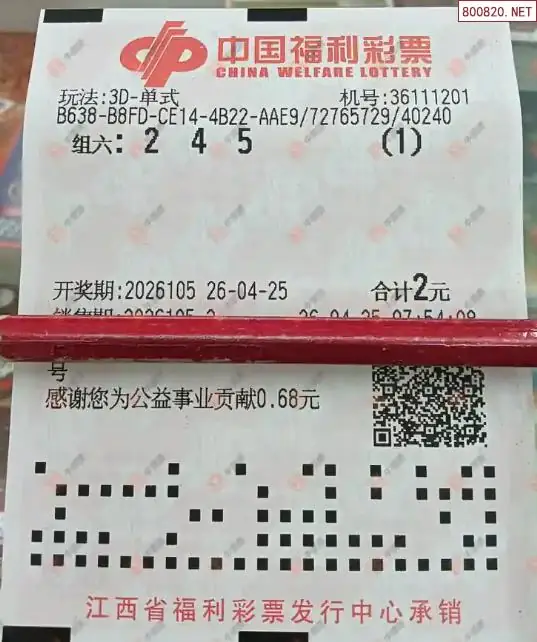 800820.NET
中国福利彩票
CHINA WELFARE LOTTERY
玩法:3D-单式 机号:36111201
B638-B8FD-CE14-4B22-AAE9/72765729/40240
组六: 2 4 5 (1)
开奖期:2026105 26-04-25 合计2元
号
感谢您为公益事业贡献0.68元
江西省福利彩票发行中心承销